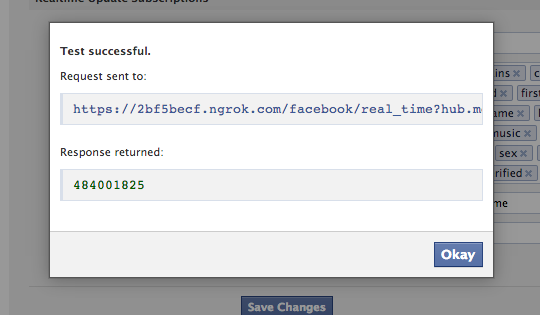 Realtime Update Subscriptions
Test successful.
Request sent to:
https://2bf5becf.ngrok.com/facebook/real_time?hub.m
Response returned:
484001825
Okay
ins × c
d × first
ame ×
music ×
sex ×
rified ×
me
Save Changes